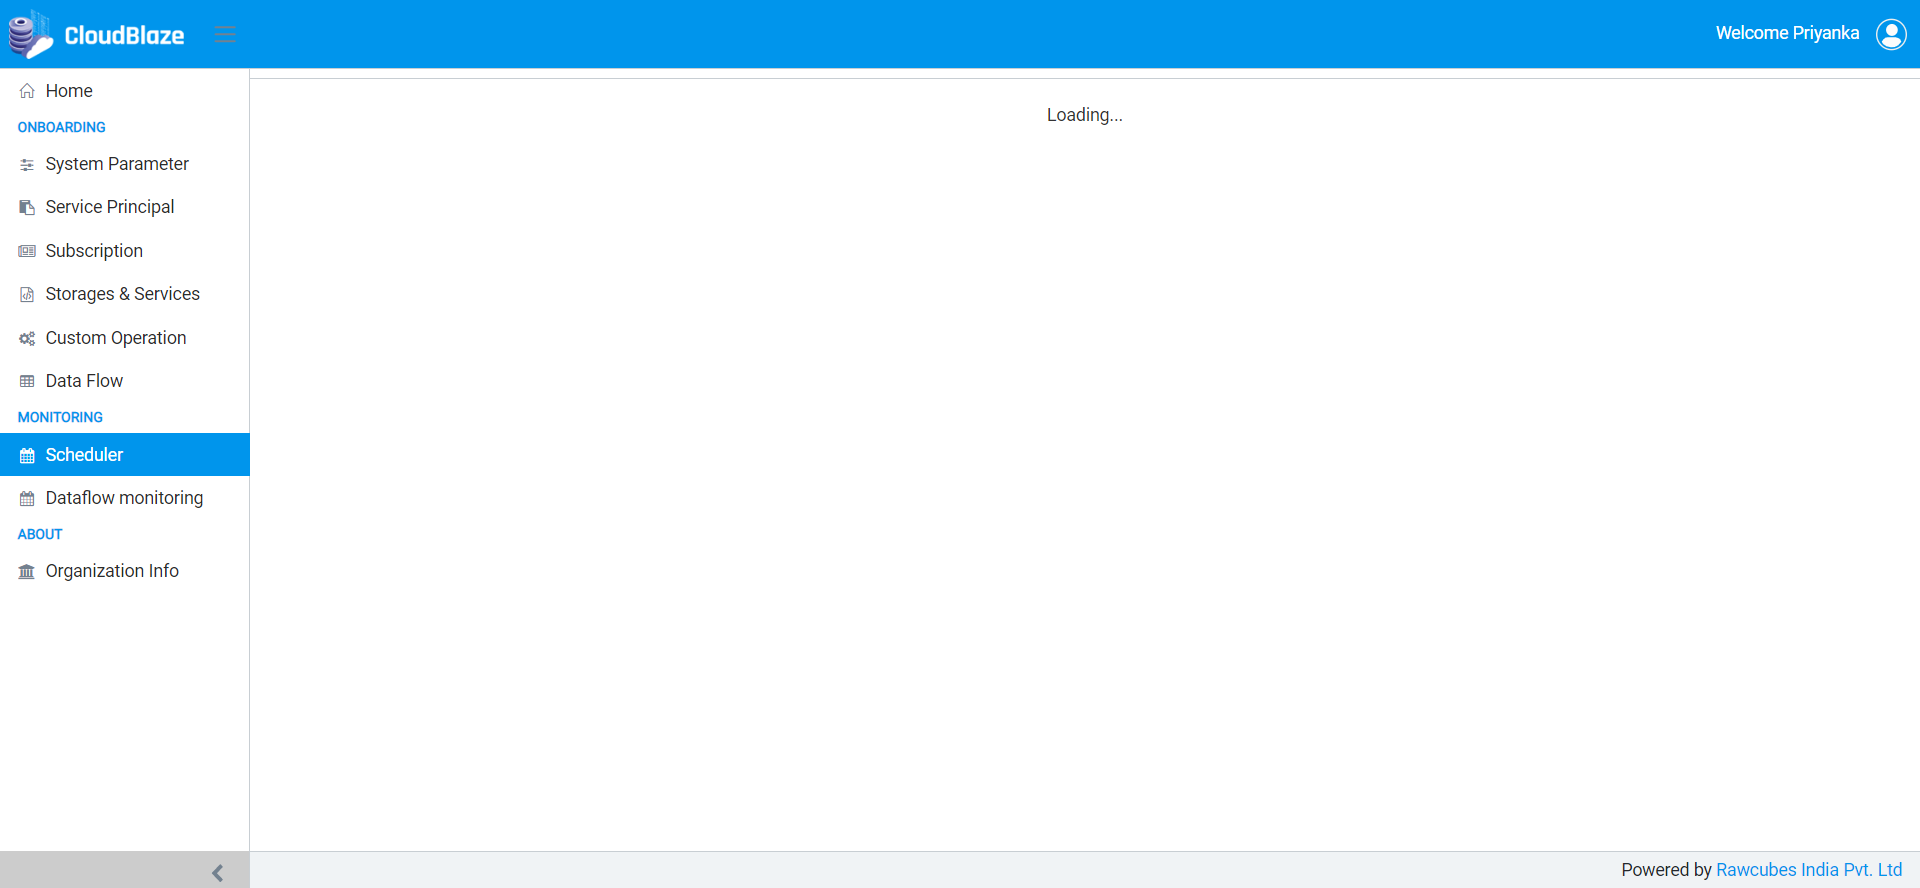 CloudBlaze
Welcome Priyanka
Home
ONBOARDING
System Parameter
Service Principal
Subscription
Storages & Services
Custom Operation
Data Flow
MONITORING
Scheduler
Dataflow monitoring
ABOUT
Organization Info
Loading...
Powered by Rawcubes India Pvt. Ltd